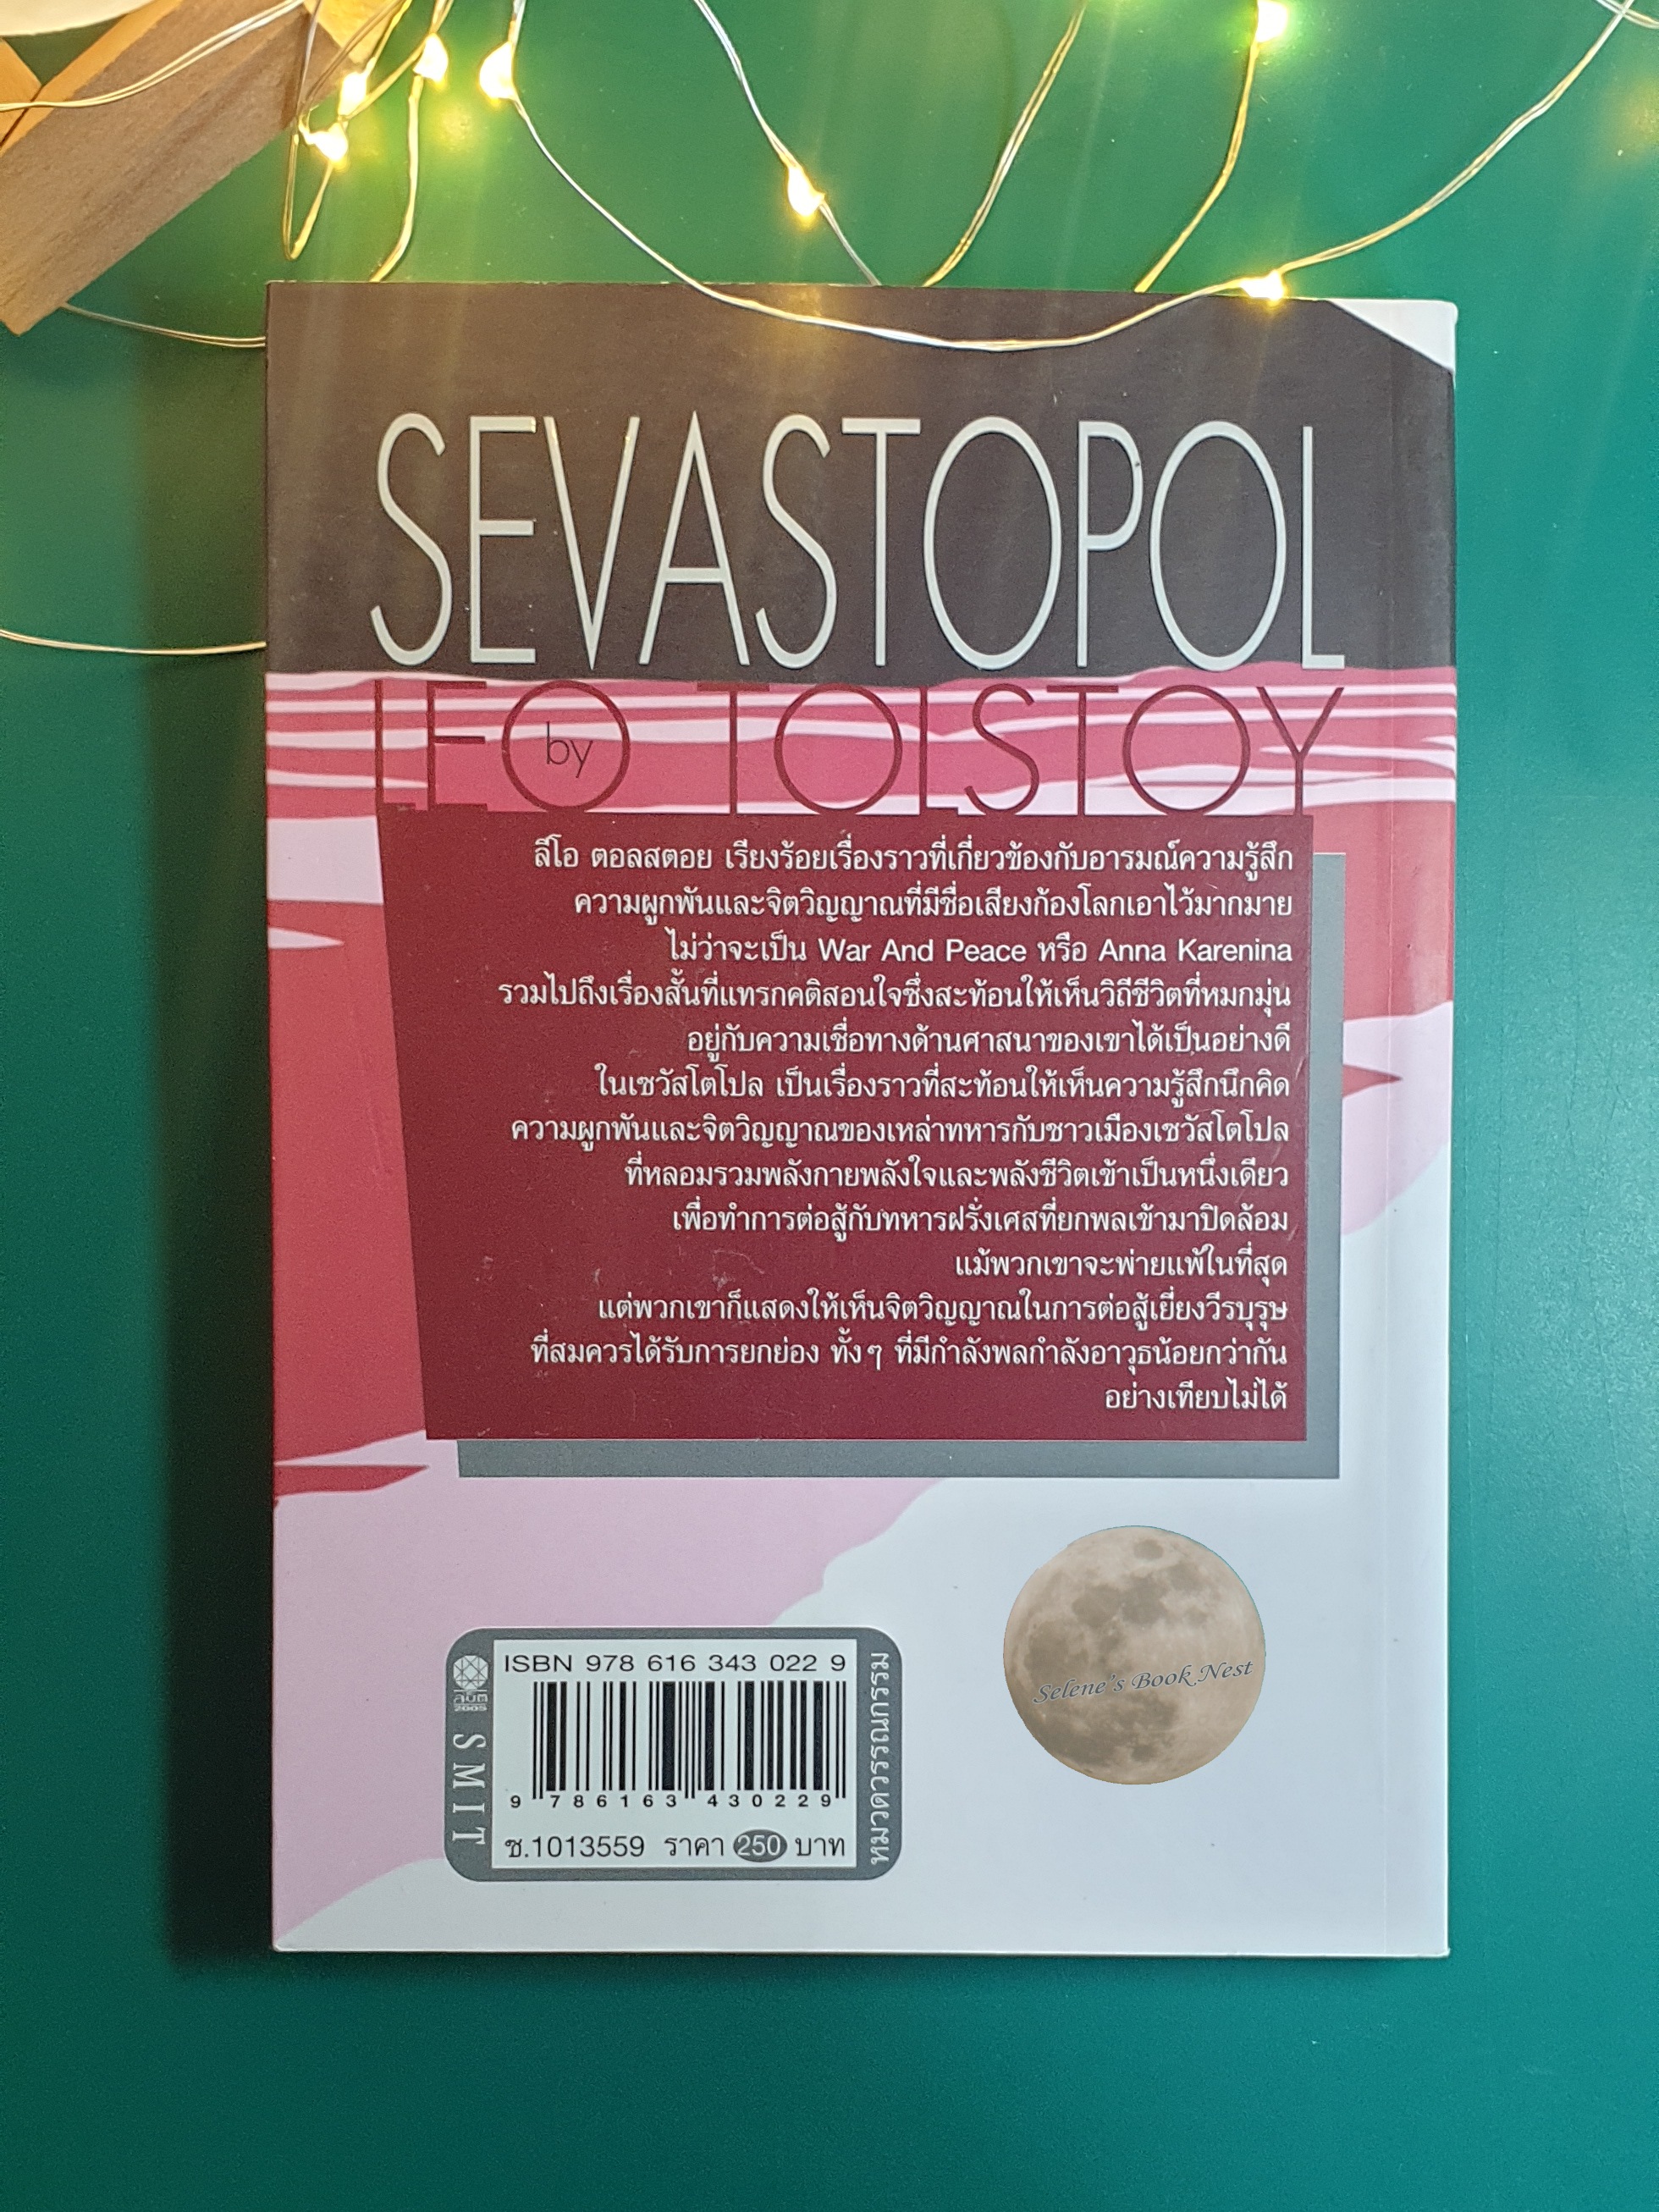 SEVASTOPOL
by LEO TOLSTOY
ลีโอ ตอลสตอย เรียงร้อยเรื่องราวที่เกี่ยวข้องกับอารมณ์ความรู้สึก
ความผูกพันและจิตวิญญาณที่มีชื่อเสียงก้องโลกเอาไว้มากมาย
ไม่ว่าจะเป็น War And Peace หรือ Anna Karenina
รวมไปถึงเรื่องสั้นที่แทรกคติสอนใจซึ่งสะท้อนให้เห็นวิถีชีวิตที่หมกมุ่น
อยู่กับความเชื่อทางด้านศาสนาของเขาได้เป็นอย่างดี
ในเซวัสโตโปล เป็นเรื่องราวที่สะท้อนให้เห็นความรู้สึกนึกคิด
ความผูกพันและจิตวิญญาณของเหล่าทหารกับชาวเมืองเซวัสโตโปล
ที่หลอมรวมพลังกายพลังใจและพลังชีวิตเข้าเป็นหนึ่งเดียว
เพื่อทำการต่อสู้กับทหารฝรั่งเศสที่ยกพลเข้ามาปิดล้อม
แม้พวกเขาจะพ่ายแพ้ในที่สุด
แต่พวกเขาก็แสดงให้เห็นจิตวิญญาณในการต่อสู้เยี่ยงวีรบุรุษ
ที่สมควรได้รับการยกย่อง ทั้งๆ ที่มีกำลังพลกำลังอาวุธน้อยกว่ากัน
อย่างเทียบไม่ได้
Selene's Book Nest
สมิต
2005
SMIT
ISBN 978 616 343 022 9
9 786163 430229
ช.1013559 ราคา 250 บาท
หมวดวรรณกรรม